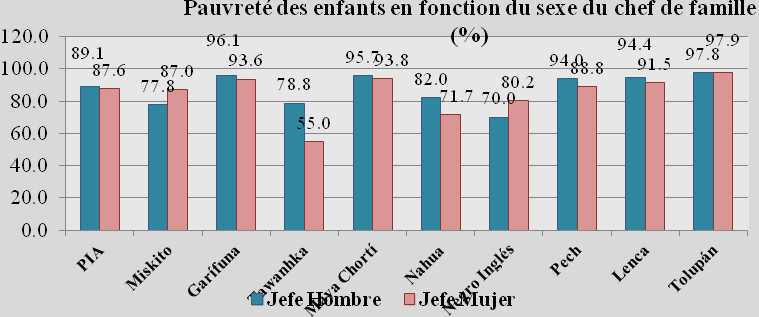 Pauvreté des enfants en fonction du sexe du chef de famille
(%)
120.0
100.0
80.0
60.0
40.0
20.0
0.0
89.1 87.6
77.8 87.0
96.1 93.6
78.8 55.0
95.7 93.8
82.0 71.7
70.0 80.2
94.0 88.8
94.4 91.5
97.8 97.9
PIA
Miskito
Garífuna
Tawanhka
Maya Chortí
Nahua
Negro Inglés
Pech
Lenca
Tolupán
Jefe Hombre Jefe Mujer